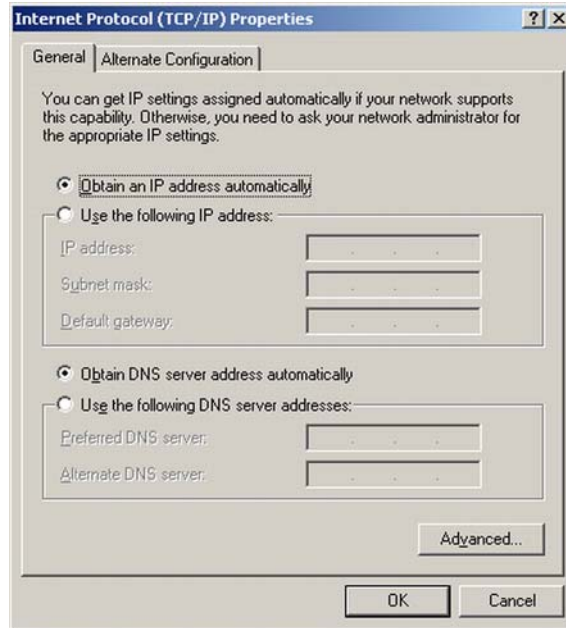 Internet Protocol (TCP/IP) Properties
General
Alternate Configuration
You can get IP settings assigned automatically if your network supports
this capability. Otherwise, you need to ask your network administrator for
the appropriate IP settings.
Obtain an IP address automatically
Use the following IP address:
IP address:
Subnet mask:
Default gateway:
Obtain DNS server address automatically
Use the following DNS server addresses:
Preferred DNS server:
Alternate DNS server:
Advanced...
OK
Cancel